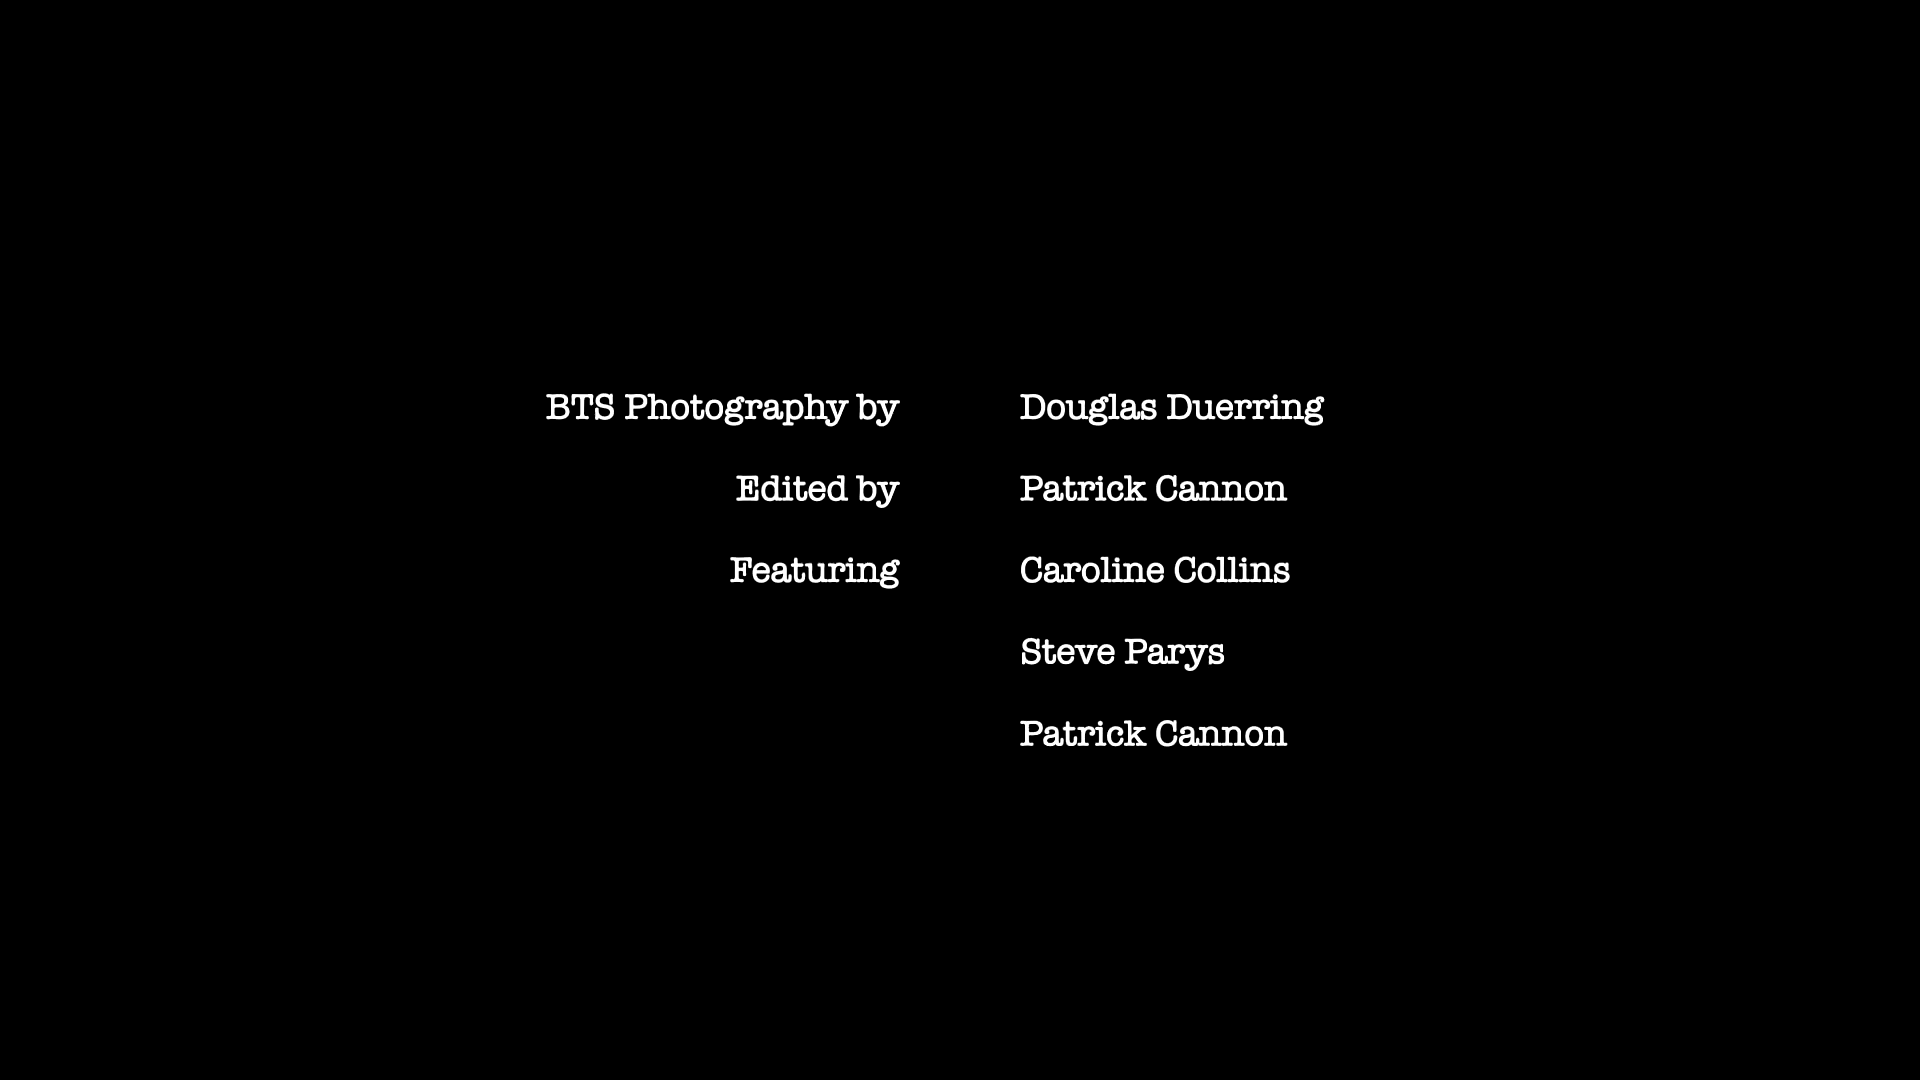 BTS Photography by Douglas Duerring
Edited by Patrick Cannon
Featuring Caroline Collins
Steve Parys
Patrick Cannon